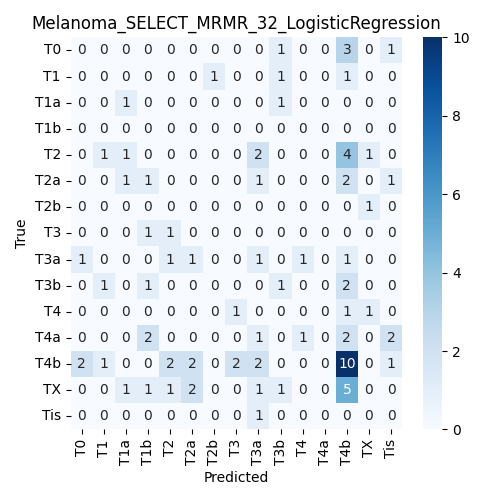 Melanoma_SELECT_MRMR_32_LogisticRegression
T0 0 0 0 0 0 0 0 0 1 0 0 3 0 1
T1 0 0 0 0 0 1 0 0 1 0 0 1 0 0
T1a 0 0 1 0 0 0 0 0 1 0 0 0 0 0
T1b 0 0 0 0 0 0 0 0 0 0 0 0 0 0
T2 0 1 1 0 0 0 0 0 2 0 0 0 4 1 0
T2a 0 0 1 1 0 0 0 0 1 0 0 0 2 0 1
T2b 0 0 0 0 0 0 0 0 0 0 0 0 0 1 0
T3 0 0 0 1 1 0 0 0 0 0 0 0 0 0 0
T3a 1 0 0 0 1 1 0 0 1 0 1 0 1 0 0
T3b 0 1 0 1 0 0 0 0 0 1 0 0 2 0 0
T4 0 0 0 0 0 0 0 1 0 0 0 0 1 1 0
T4a 0 0 0 2 0 0 0 0 1 0 1 0 2 0 2
T4b 2 1 0 0 2 2 0 2 2 0 0 0 10 0 1
TX 0 0 1 1 1 2 0 0 1 1 0 0 5 0 0
Tis 0 0 0 0 0 0 0 0 1 0 0 0 0 0 0
T0 T1 T1a T1b T2 T2a T2b T3 T3a T3b T4 T4a T4b TX Tis
Predicted
True
10
8
6
4
2
0